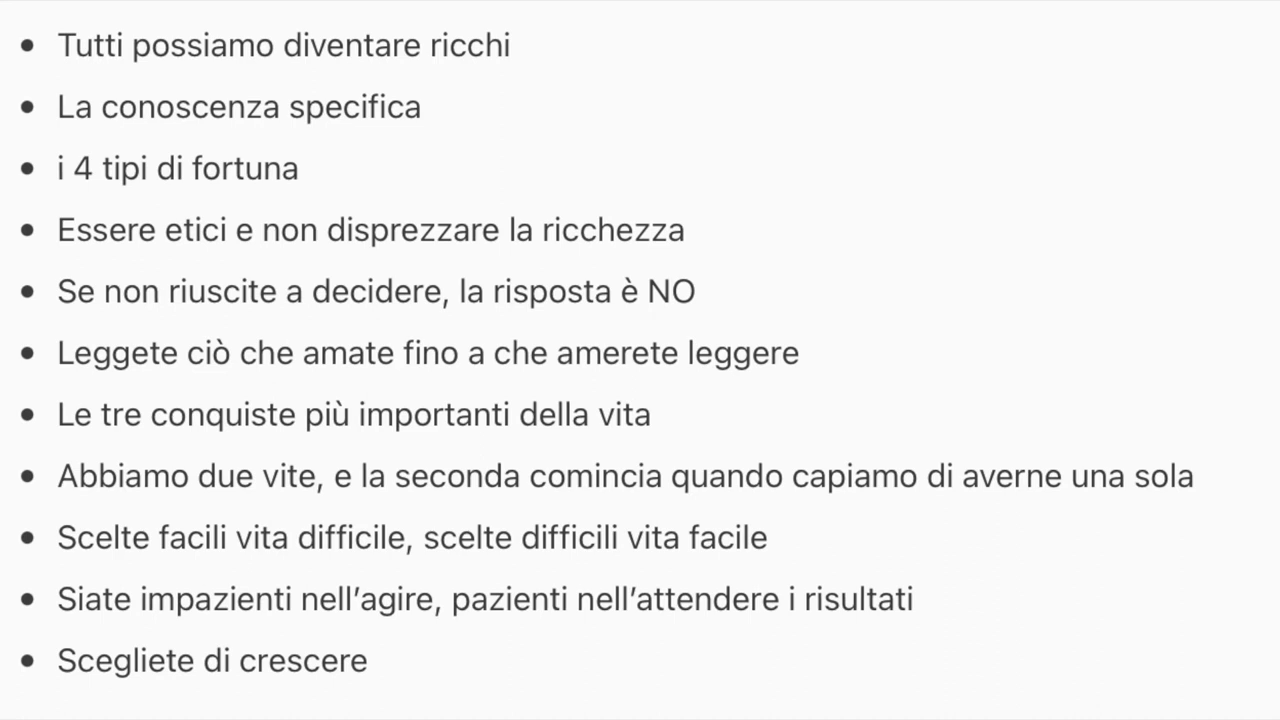 • Tutti possiamo diventare ricchi
• La conoscenza specifica
• i 4 tipi di fortuna
• Essere etici e non disprezzare la ricchezza
• Se non riuscite a decidere, la risposta è NO
• Leggete ciò che amate fino a che amerete leggere
• Le tre conquiste più importanti della vita
• Abbiamo due vite, e la seconda comincia quando capiamo di averne una sola
• Scelte facili vita difficile, scelte difficili vita facile
• Siate impazienti nell’agire, pazienti nell’attendere i risultati
• Scegliete di crescere